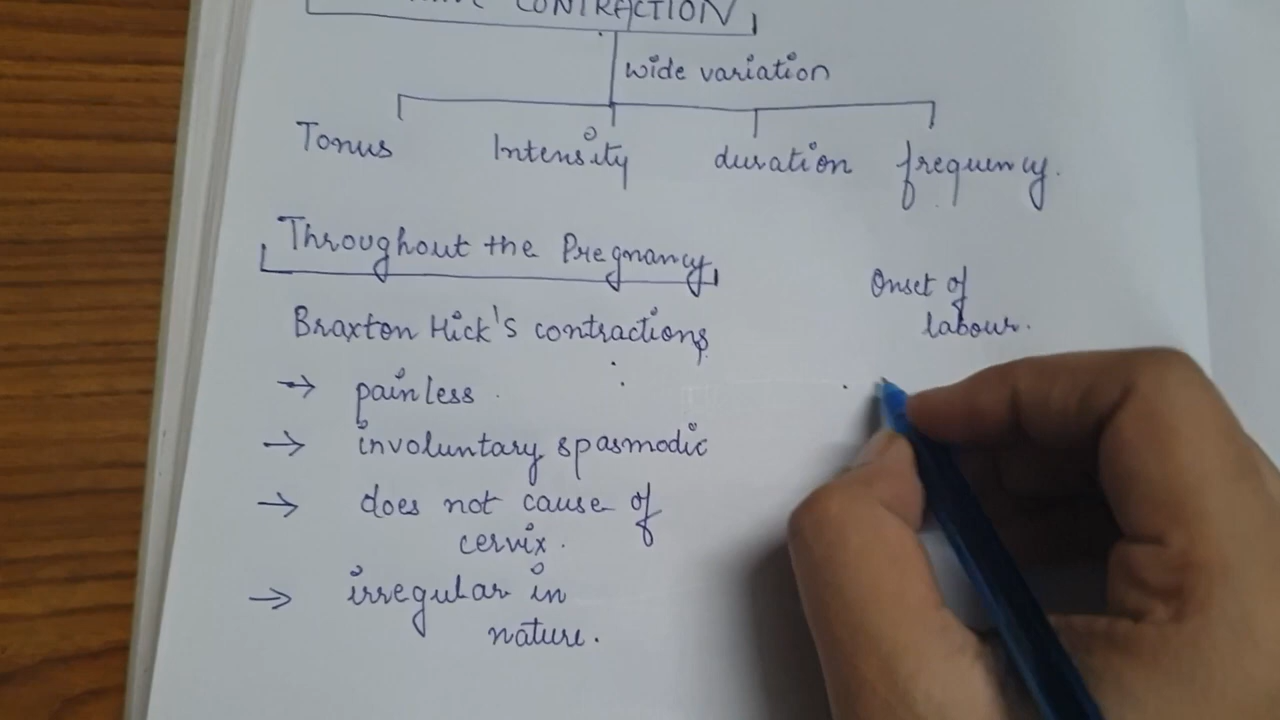 CONTRACTION
wide variation
Tonus Intensity duration frequency.
Throughout the Pregnancy
Onset of
labour.
Braxton Hick's contractions
→ painless
→ involuntary spasmodic
→ does not cause of
cervix.
→ irregular in
nature.